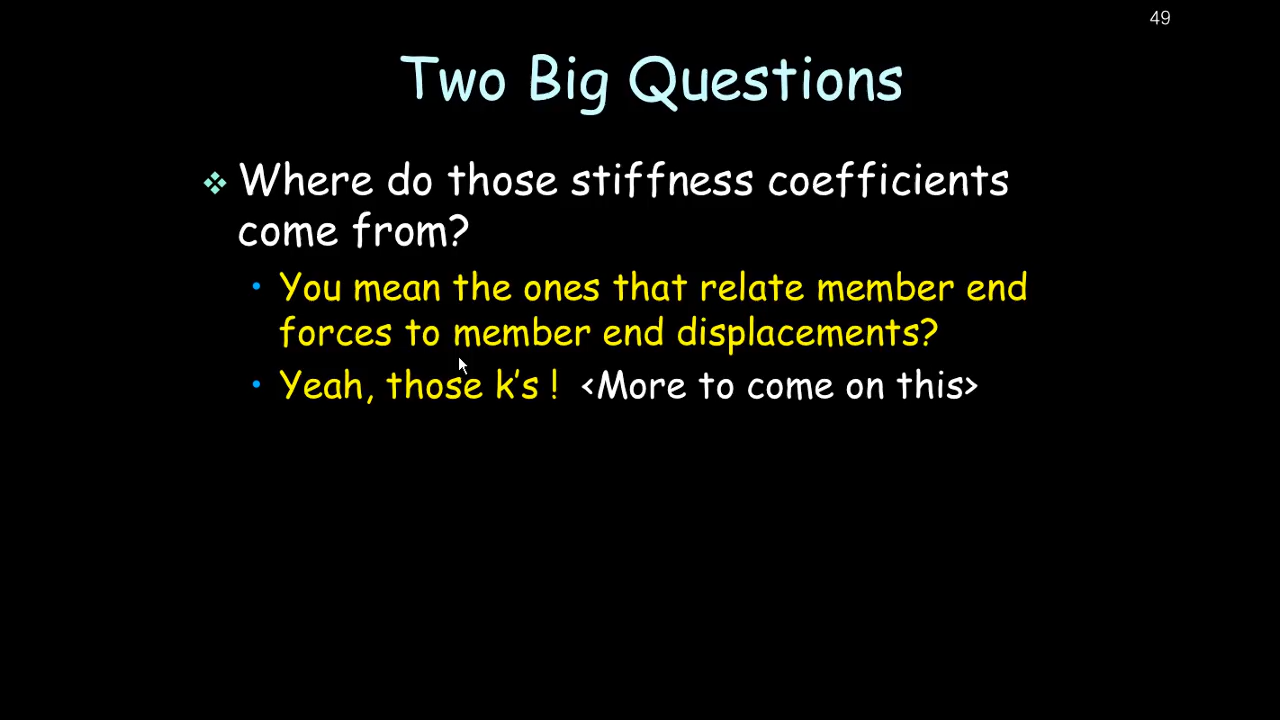 49
Two Big Questions
❖ Where do those stiffness coefficients
come from?
• You mean the ones that relate member end
forces to member end displacements?
• Yeah, those k's ! <More to come on this>